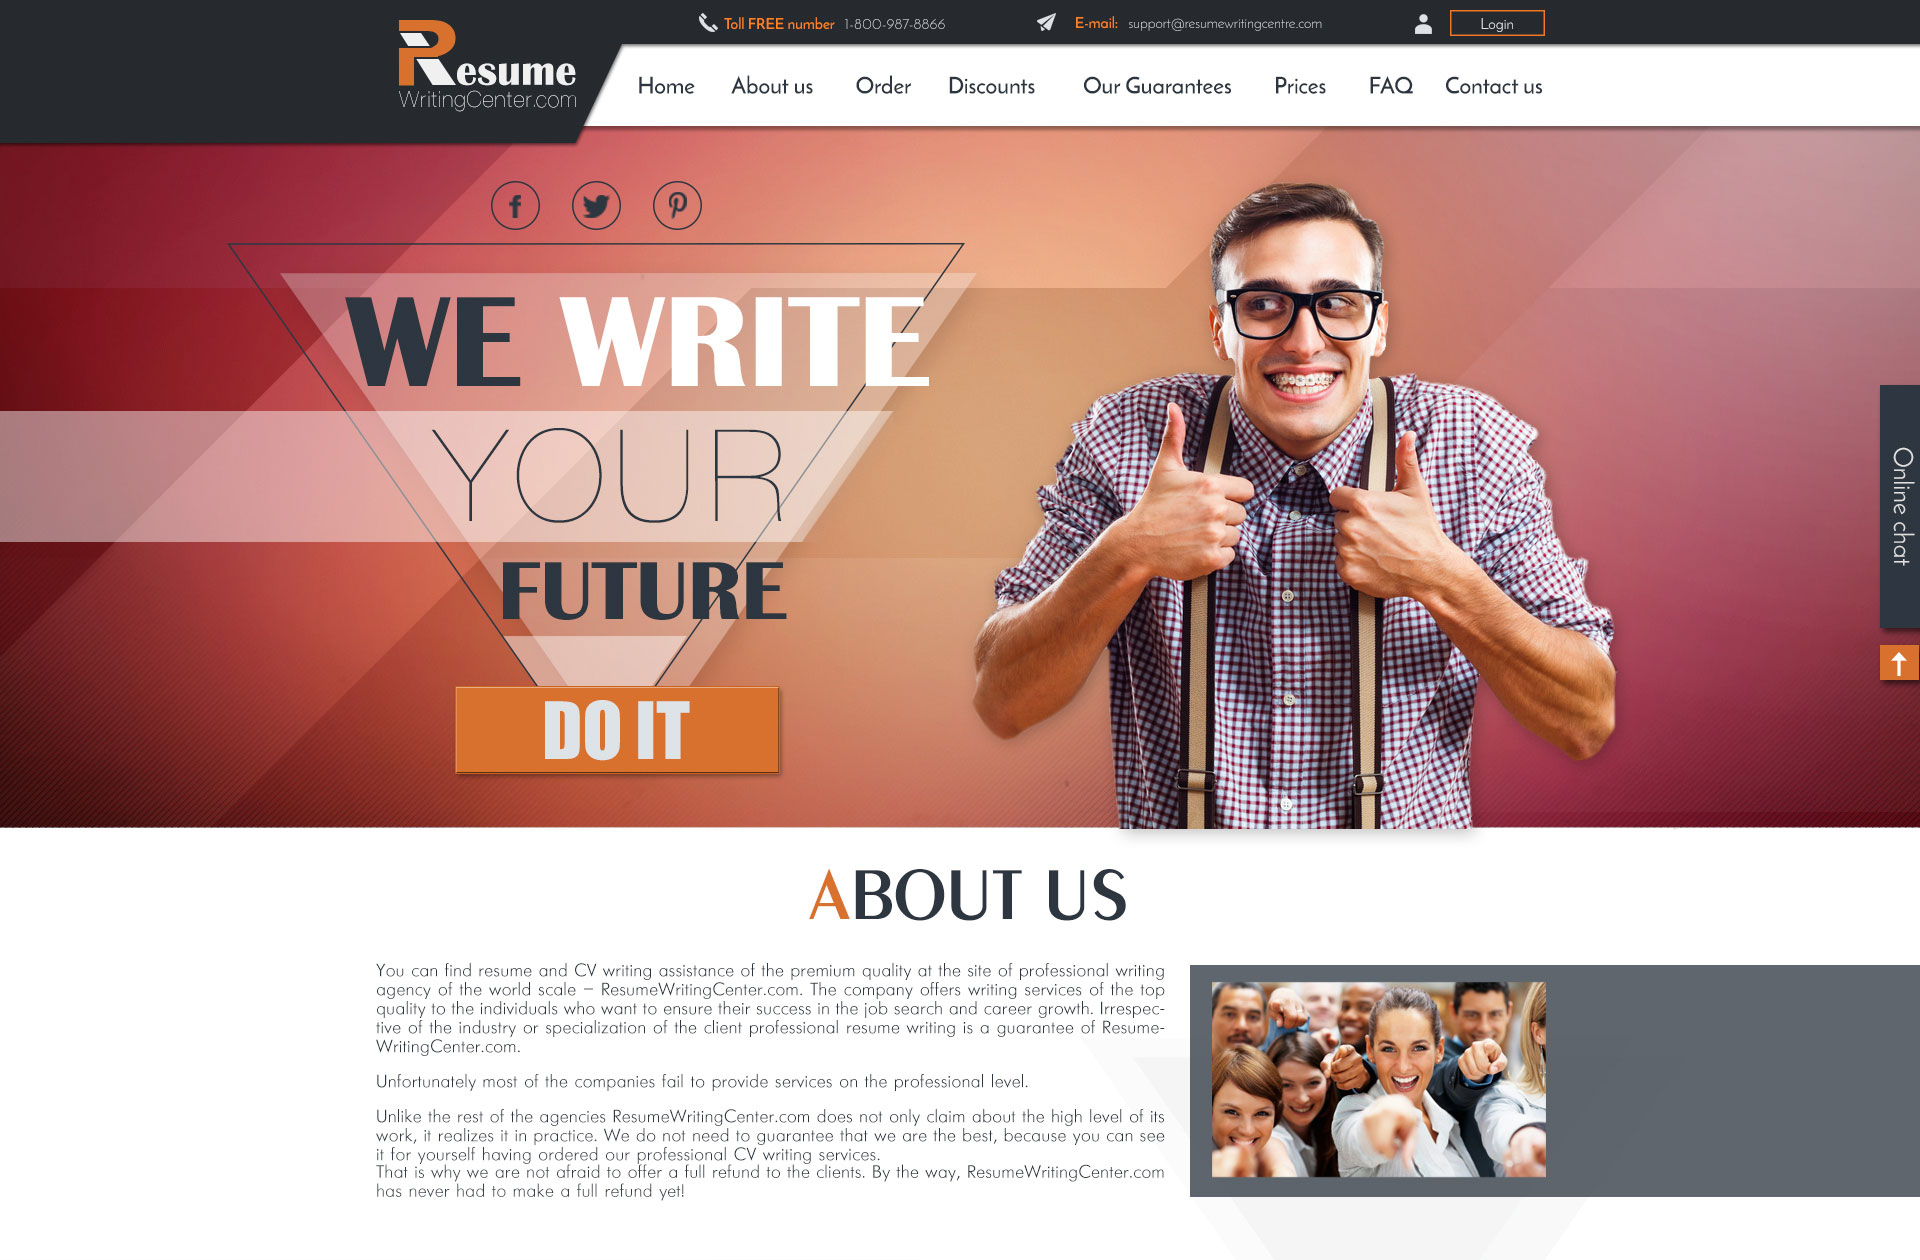 Toll FREE number 1-800-987-8866
E-mail: support@resumewritingcentre.com
Login
Resume
WritingCenter.com
Home About us Order Discounts Our Guarantees Prices FAQ Contact us
WE WRITE
YOUR
FUTURE
DO IT
Online chat
ABOUT US
You can find resume and CV writing assistance of the premium quality at the site of professional writing
agency of the world scale – ResumeWritingCenter.com. The company offers writing services of the top
quality to the individuals who want to ensure their success in the job search and career growth. Irrespec-
tive of the industry or specialization of the client professional resume writing is a guarantee of Resume-
WritingCenter.com.
Unfortunately most of the companies fail to provide services on the professional level.
Unlike the rest of the agencies ResumeWritingCenter.com does not only claim about the high level of its
work, it realizes it in practice. We do not need to guarantee that we are the best, because you can see
it for yourself having ordered our professional CV writing services.
That is why we are not afraid to offer a full refund to the clients. By the way, ResumeWritingCenter.com
has never had to make a full refund yet!